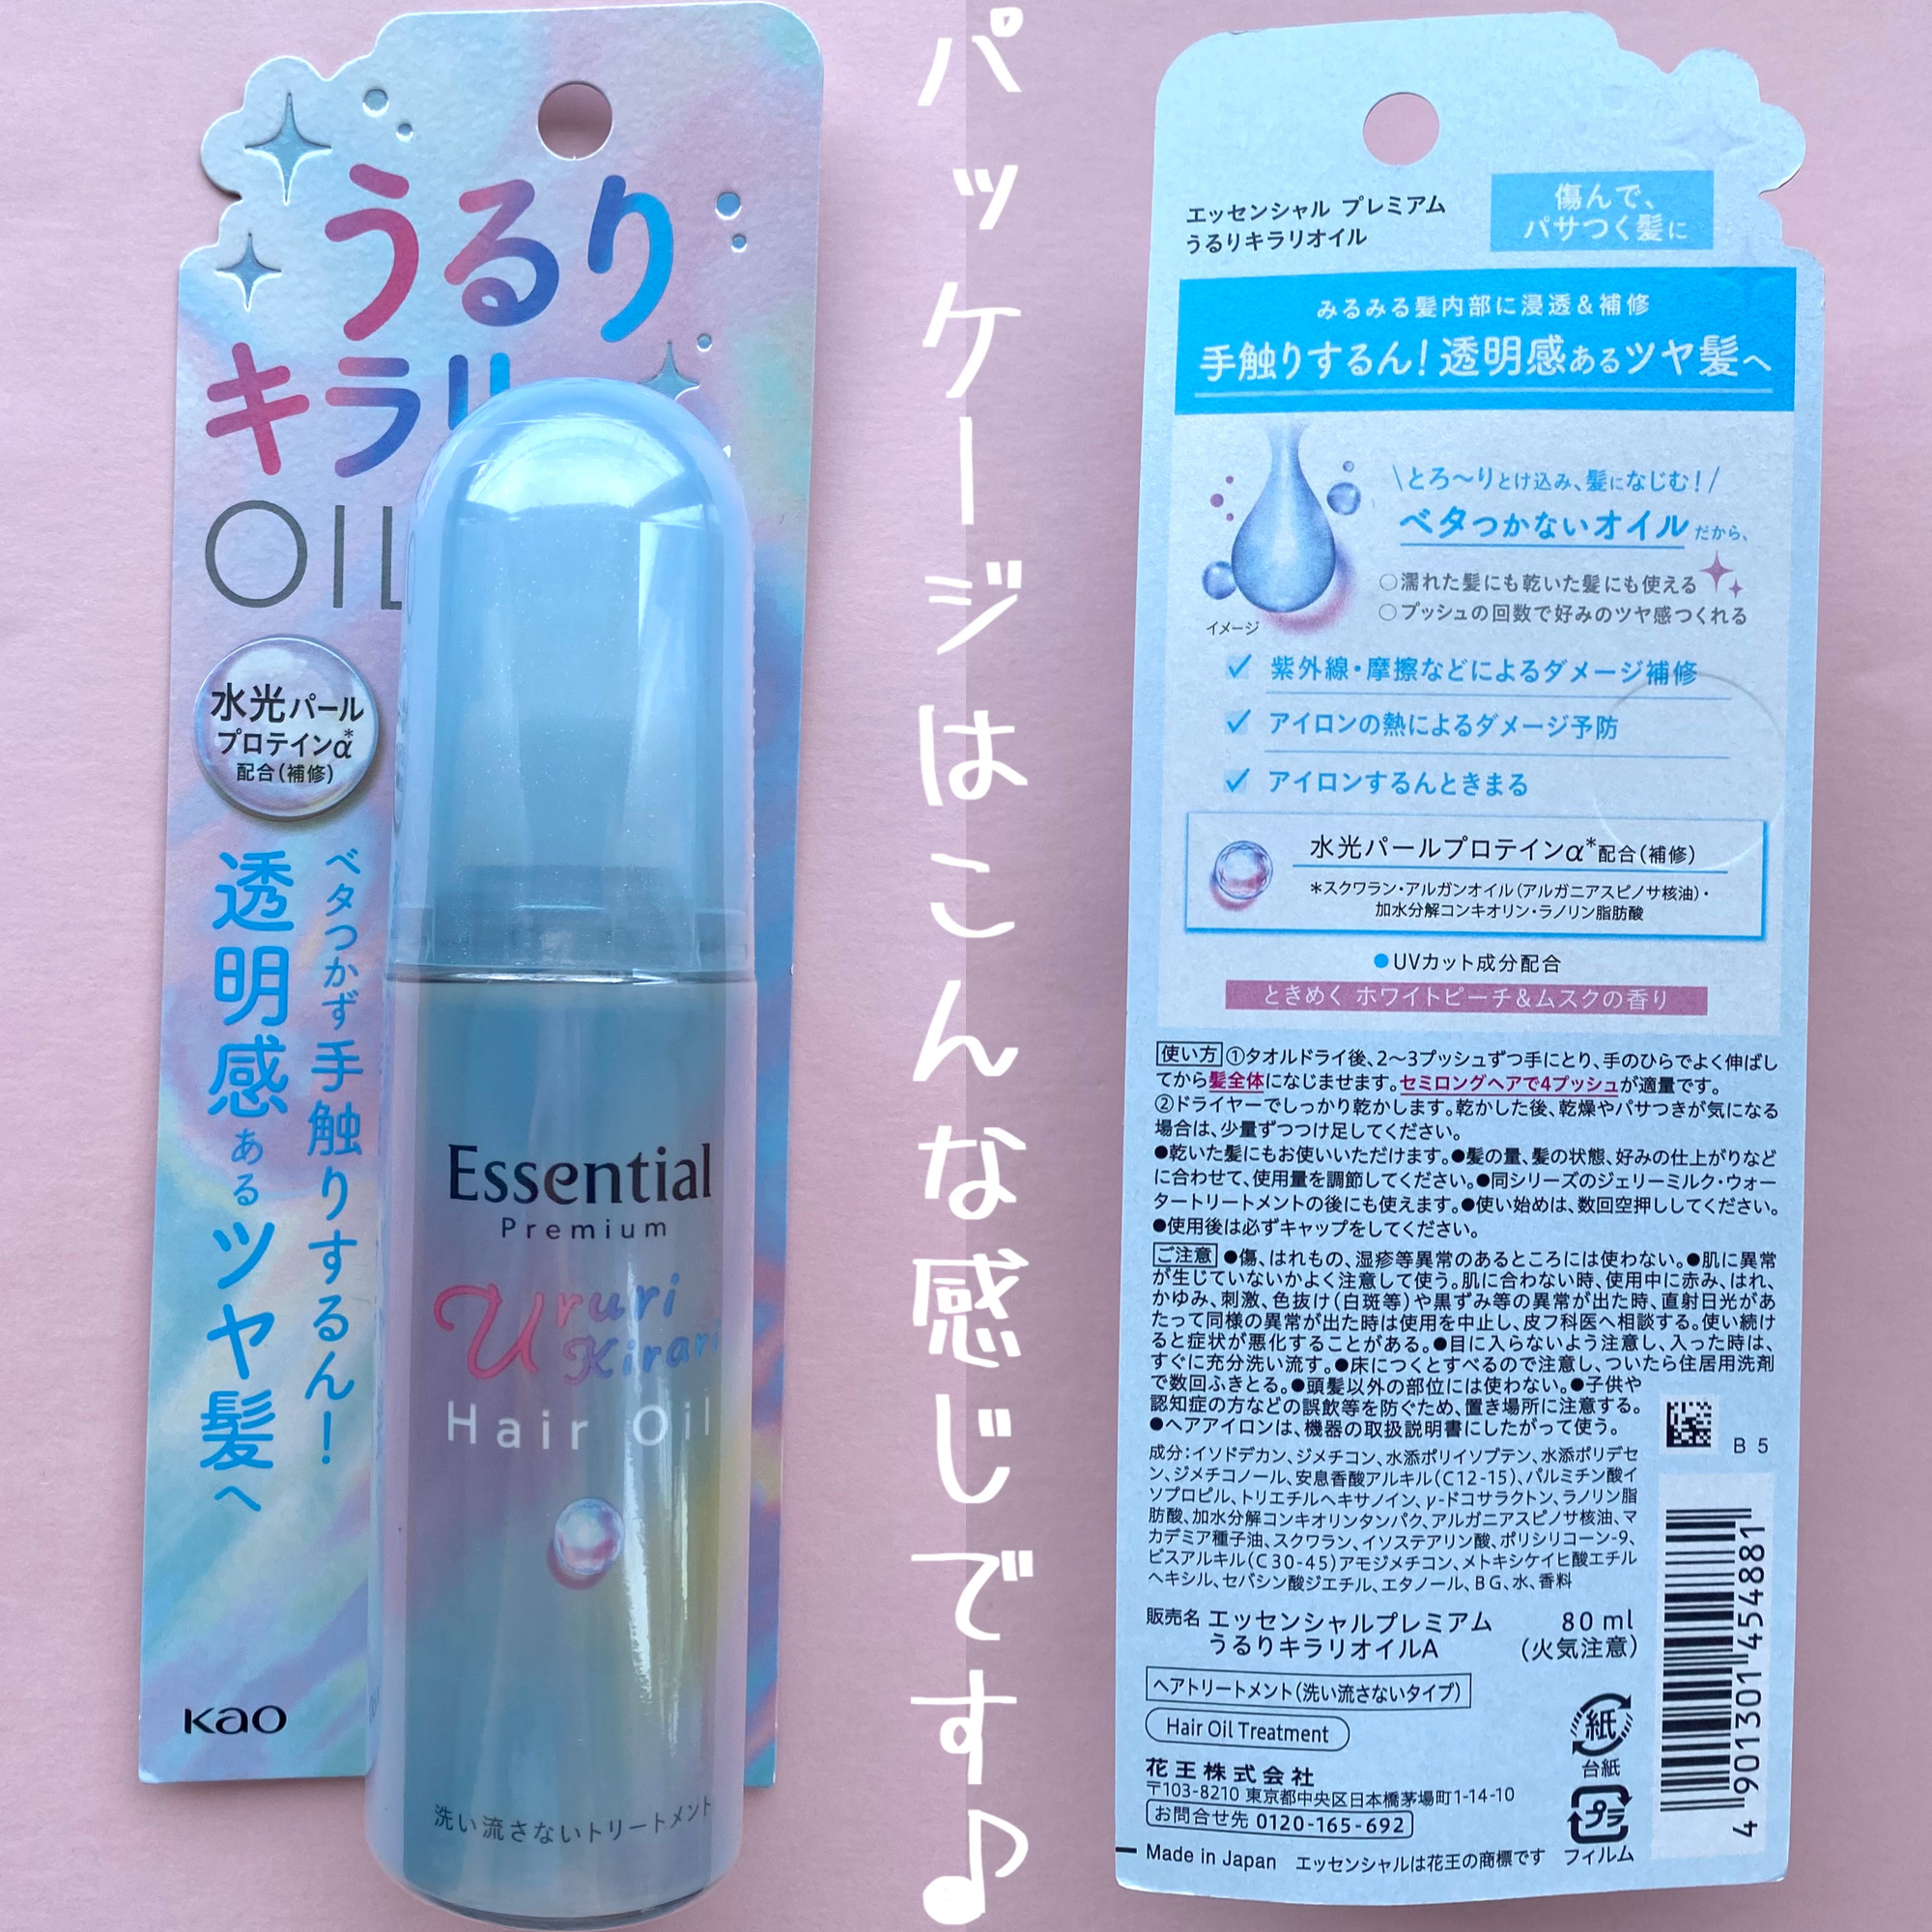 うるり
キラリ
OIL
水光パール
プロテインα*
配合(補修)
ベタつかず手触りするん!
透明感あるツヤ髪へ
Kao
Essential
Premium
Ururi
Kirari
Hair Oil
洗い流さないトリートメント
パッケージはこんな感じです♪
エッセンシャル プレミアム
うるりキラリオイル
傷んで、
パサつく髪に
みるみる髪内部に浸透&補修
手触りするん!透明感あるツヤ髪へ
\とろ〜りとけ込み、髪になじむ!/
ベタつかないオイルだから、
○濡れた髪にも乾いた髪にも使える
○プッシュの回数で好みのツヤ感つくれる
イメージ
✓ 紫外線・摩擦などによるダメージ補修
✓ アイロンの熱によるダメージ予防
✓ アイロンするんときまる
水光パールプロテインα*配合(補修)
*スクワラン・アルガンオイル(アルガニアスピノサ核油)・
加水分解コンキオリン・ラノリン脂肪酸
●UVカット成分配合
ときめく ホワイトピーチ&ムスクの香り
使い方 ①タオルドライ後、2〜3プッシュずつ手にとり、手のひらでよく伸ばし
てから髪全体になじませます。セミロングヘアで4プッシュが適量です。
②ドライヤーでしっかり乾かします。乾かした後、乾燥やパサつきが気になる
場合は、少量ずつつけ足してください。
●乾いた髪にもお使いいただけます。●髪の量、髪の状態、好みの仕上がりなど
に合わせて、使用量を調節してください。●同シリーズのジェリーミルク・ウォー
タートリートメントの後にも使えます。●使い始めは、数回空押ししてください。
●使用後は必ずキャップをしてください。
ご注意 ●傷、はれもの、湿疹等異常のあるところには使わない。●肌に異常
が生じていないかよく注意して使う。肌に合わない時、使用中に赤み、はれ、
かゆみ、刺激、色抜け(白斑等)や黒ずみ等の異常が出た時、直射日光があ
たって同様の異常が出た時は使用を中止し、皮フ科医へ相談する。使い続け
ると症状が悪化することがある。●目に入らないよう注意し、入った時は、
すぐに充分洗い流す。●床につくとすべるので注意し、ついたら住居用洗剤
で数回ふきとる。●頭髪以外の部位には使わない。●子供や
認知症の方などの誤飲等を防ぐため、置き場所に注意する。
●ヘアアイロンは、機器の取扱説明書にしたがって使う。
B 5
成分:イソドデカン、ジメチコン、水添ポリイソブテン、水添ポリデセ
ン、ジメチコノール、安息香酸アルキル(C12-15)、パルミチン酸イ
ソプロピル、トリエチルヘキサノイン、γ-ドコサラクトン、ラノリン脂
肪酸、加水分解コンキオリンタンパク、アルガニアスピノサ核油、マ
カデミア種子油、スクワラン、イソステアリン酸、ポリシリコーン-9、
ビスアルキル(C30-45)アモジメチコン、メトキシケイヒ酸エチル
ヘキシル、セバシン酸ジエチル、エタノール、BG、水、香料
販売名 エッセンシャルプレミアム
うるりキラリオイルA
80 ml
(火気注意)
ヘアトリートメント(洗い流さないタイプ)
Hair Oil Treatment
花王株式会社
〒103-8210 東京都中央区日本橋茅場町1-14-10
お問合せ先 0120-165-692
Made in Japan エッセンシャルは花王の商標です
紙
台紙
プラ
フィルム
4 901301 454881